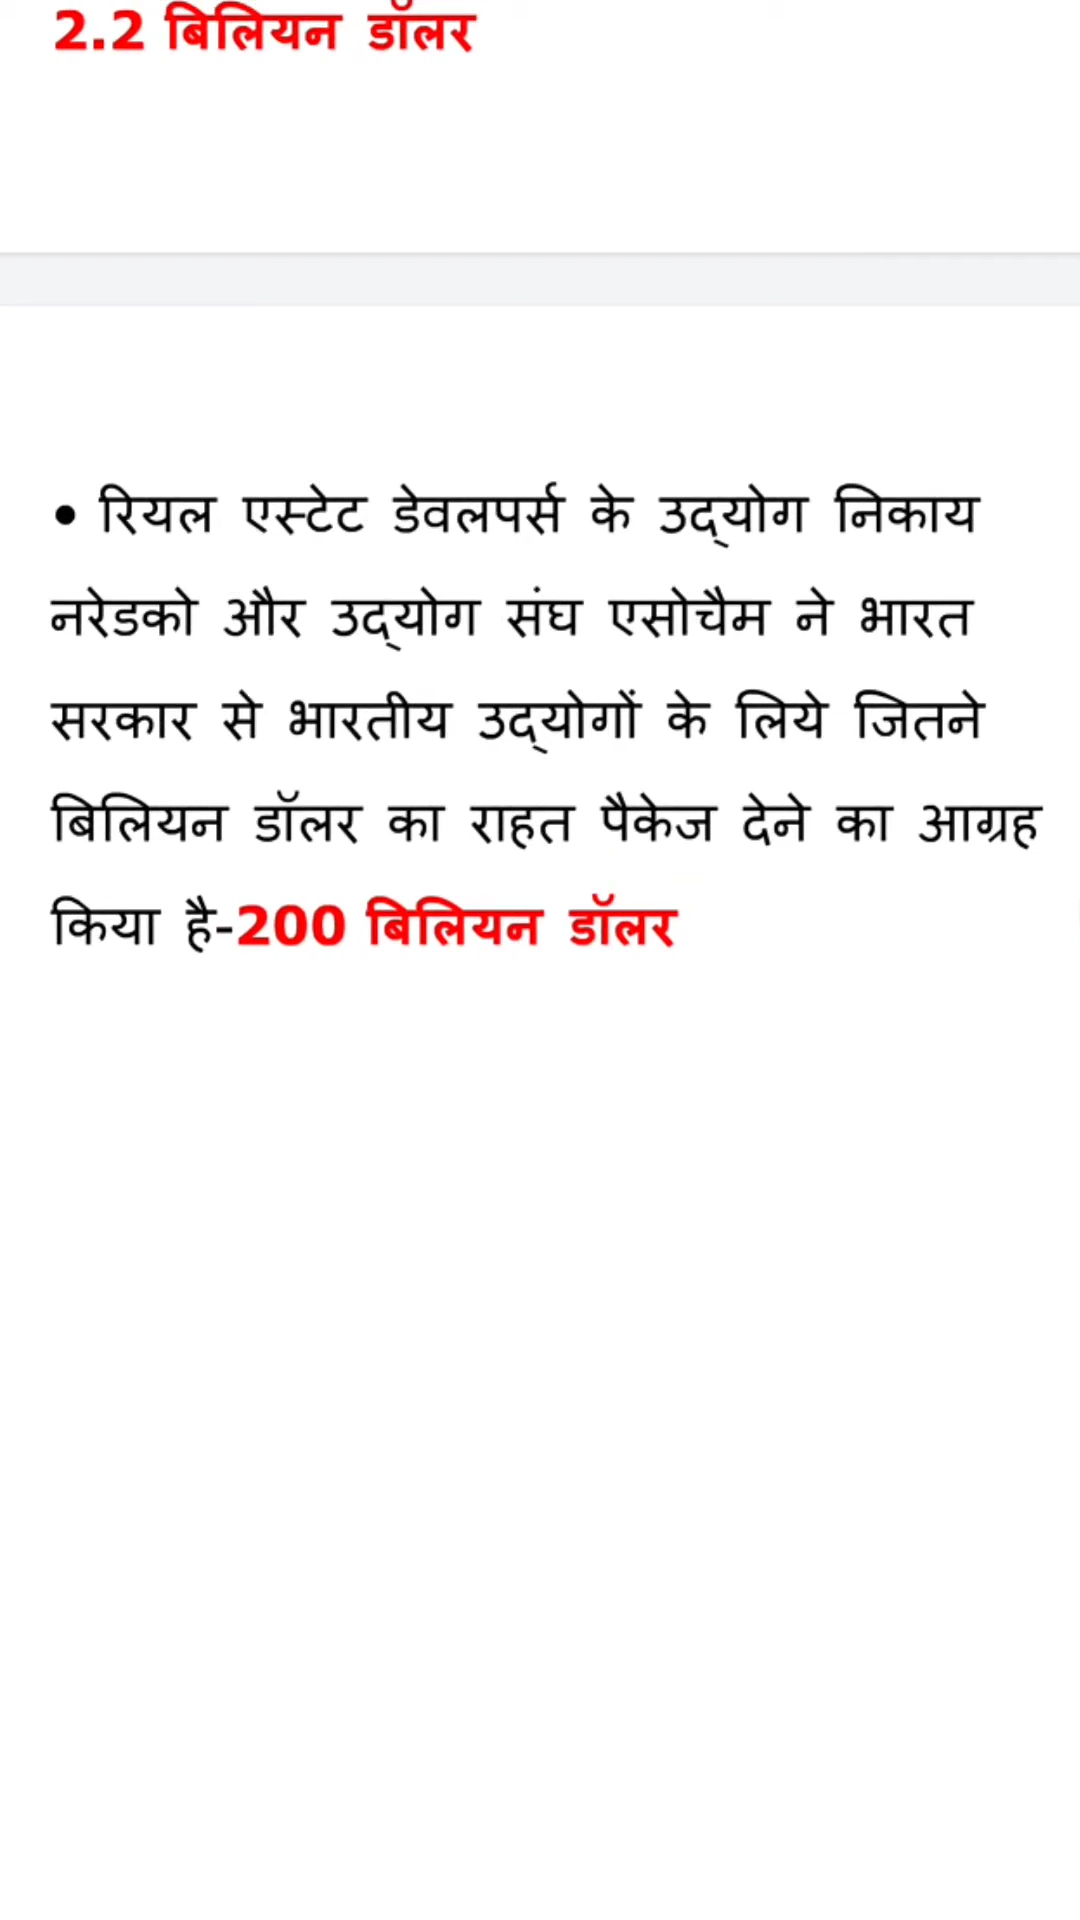 2.2 बिलियन डॉलर
• रियल एस्टेट डेवलपर्स के उद्‌योग निकाय
नरेडको और उद्‌योग संघ एसोचैम ने भारत
सरकार से भारतीय उद्‌योगों के लिये जितने
बिलियन डॉलर का राहत पैकेज देने का आग्रह
किया है-200 बिलियन डॉलर